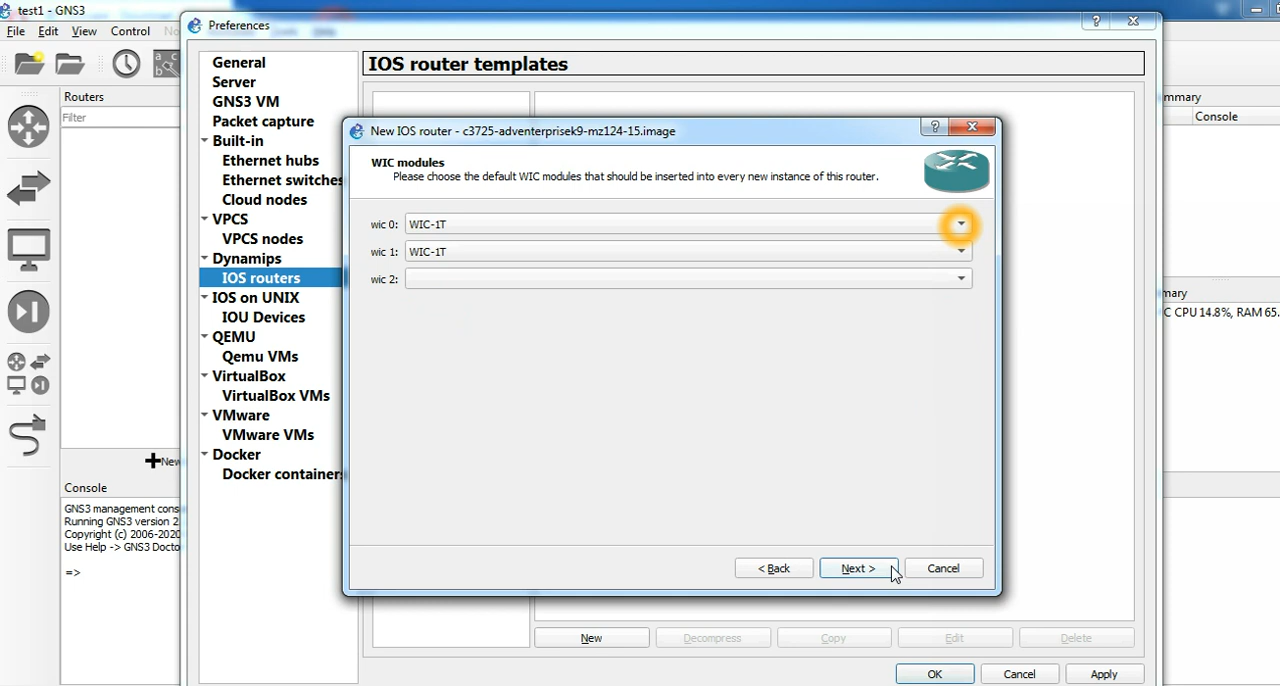 test1 - GNS3
File Edit View Control
Preferences
Routers
Filter
New
Console
GNS3 management cons
Running GNS3 version 2
Copyright (c) 2006-2020
Use Help -> GNS3 Docto
=>
General
Server
GNS3 VM
Packet capture
Built-in
Ethernet hubs
Ethernet switches
Cloud nodes
VPCS
VPCS nodes
Dynamips
IOS routers
IOS on UNIX
IOU Devices
QEMU
Qemu VMs
VirtualBox
VirtualBox VMs
VMware
VMware VMs
Docker
Docker containers
IOS router templates
New IOS router - c3725-adventerprisek9-mz124-15.image
WIC modules
Please choose the default WIC modules that should be inserted into every new instance of this router.
wic 0: WIC-1T
wic 1: WIC-1T
wic 2:
< Back Next > Cancel
New Decompress Copy Edit Delete
OK Cancel Apply
mmary
Console
mary
C CPU 14.8%, RAM 65.